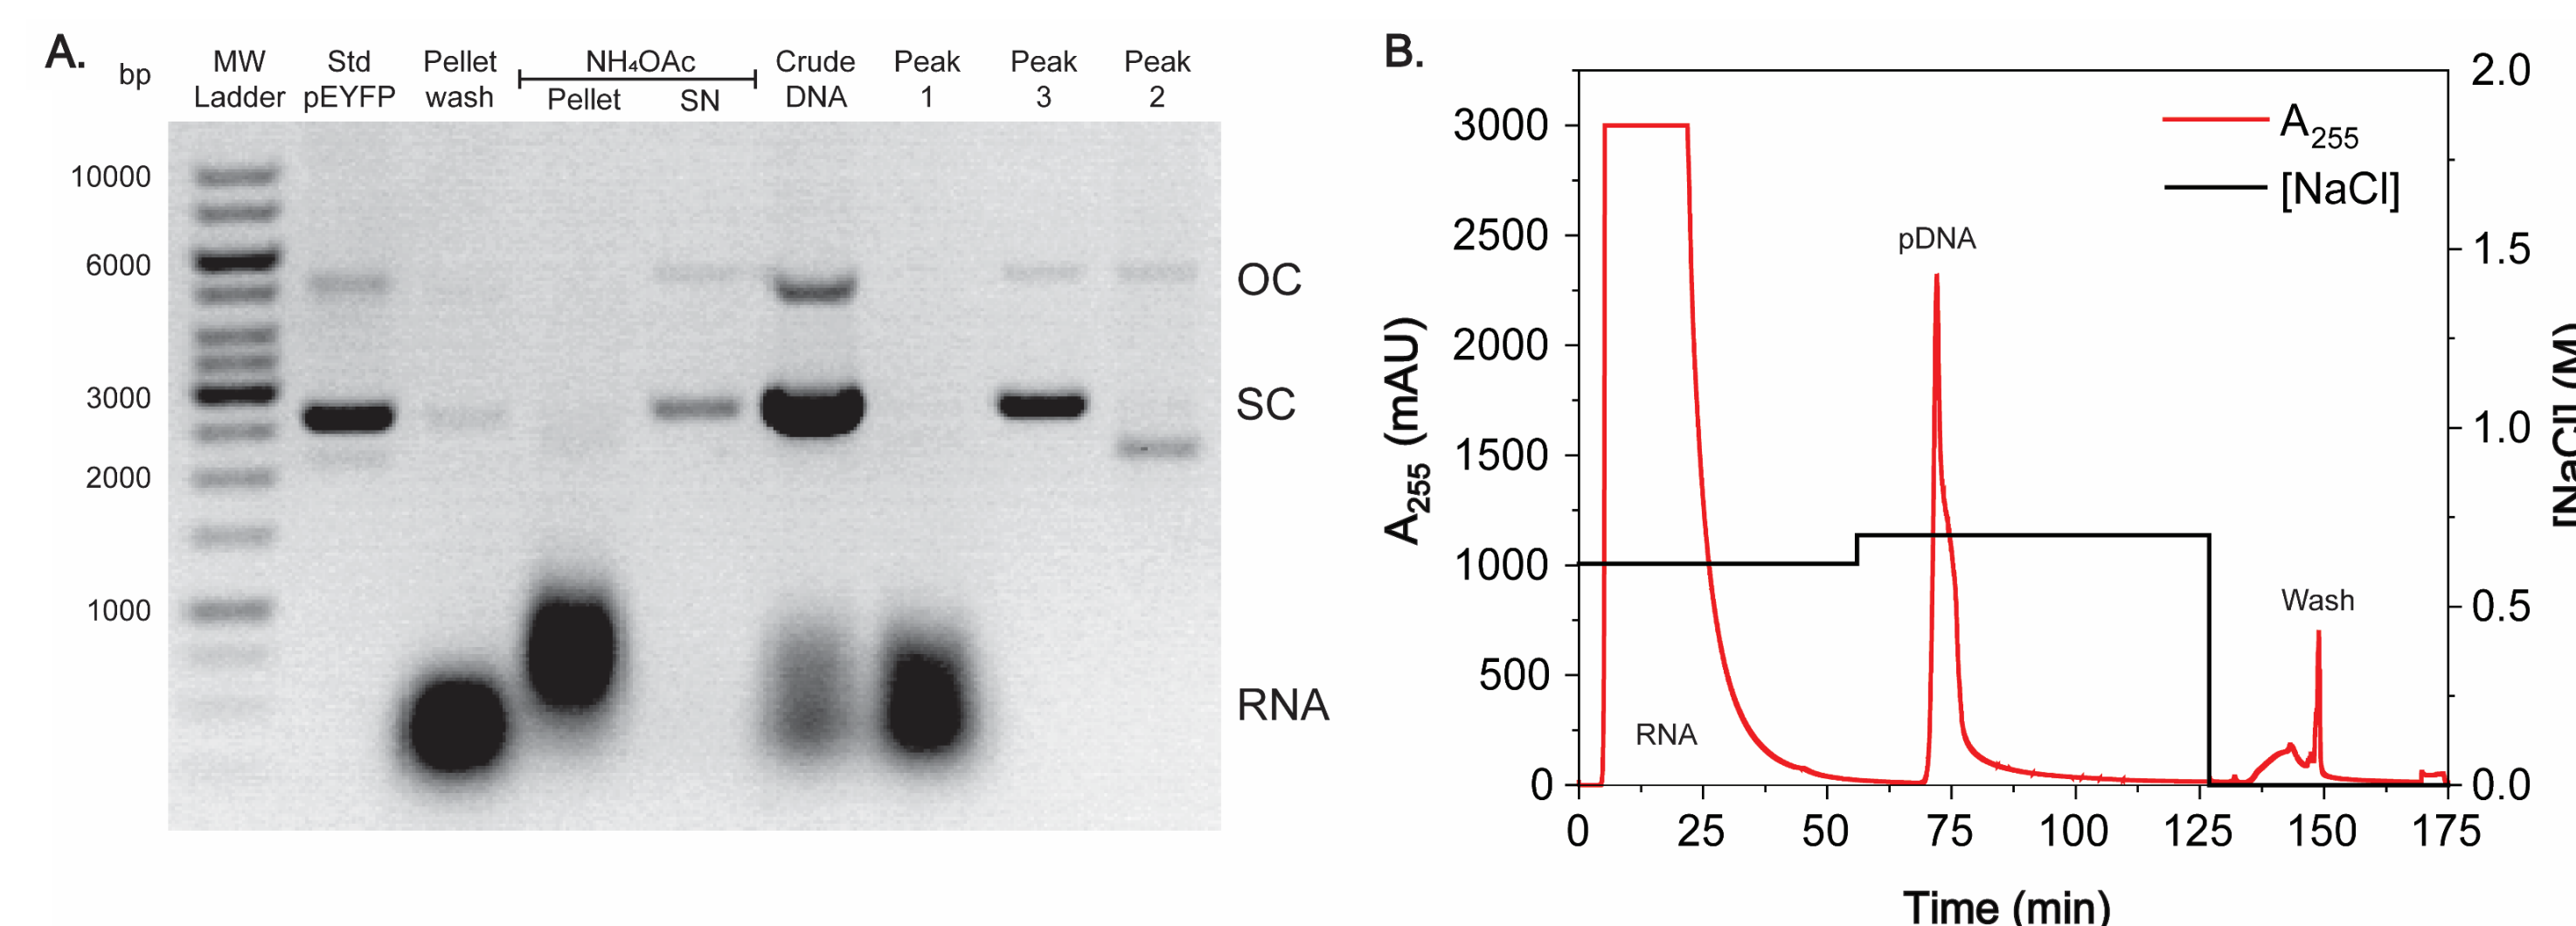 A.
bp
MW Ladder
Std pEYFP
Pellet wash
NH₄OAc
Pellet
SN
Crude DNA
Peak 1
Peak 3
Peak 2
10000
6000
3000
2000
1000
OC
SC
RNA
B.
A₂₅₅ (mAU)
3000
2500
2000
1500
1000
500
0
A₂₅₅
[NaCl]
pDNA
RNA
Wash
2.0
1.5
1.0
0.5
0.0
[NaCl] (M)
0 25 50 75 100 125 150 175
Time (min)